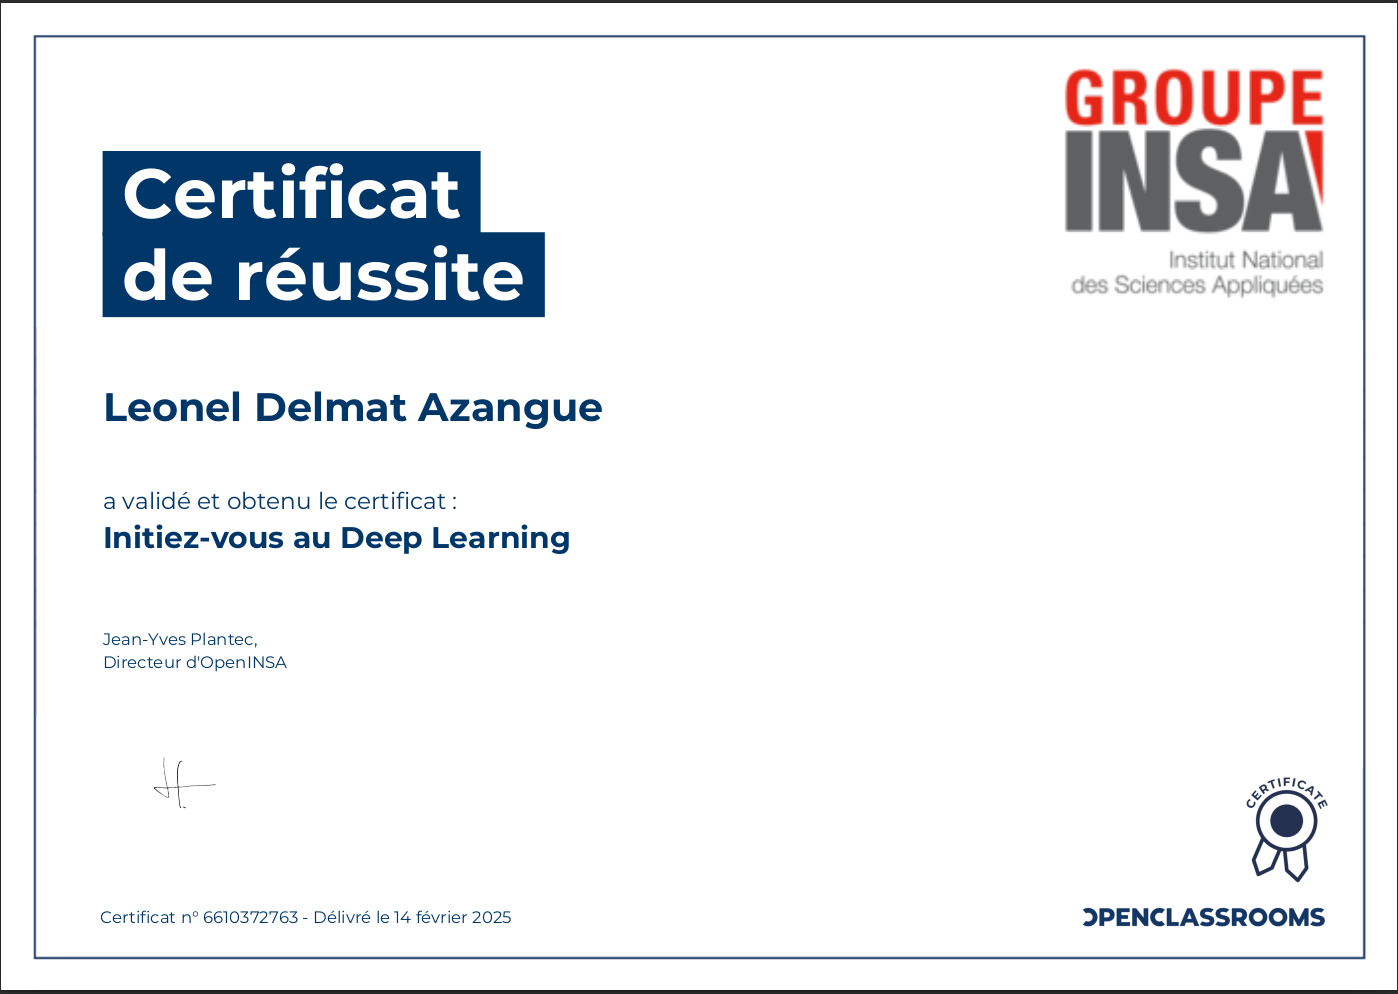 GROUPE
INSA
Institut National
des Sciences Appliquées
Certificat
de réussite
Leonel Delmat Azangue
a validé et obtenu le certificat :
Initiez-vous au Deep Learning
Jean-Yves Plantec,
Directeur d'OpenINSA
CERTIFICATE
Certificat n° 6610372763 - Délivré le 14 février 2025
OPENCLASSROOMS